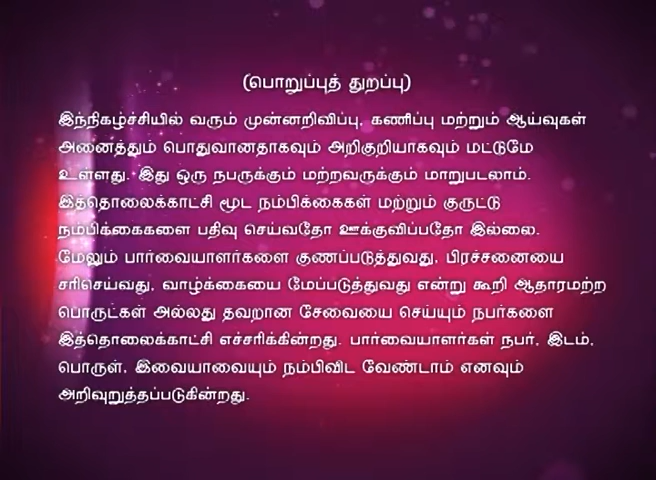 (பொறுப்புத் துறப்பு)
இந்நிகழ்ச்சியில் வரும் முன்னறிவிப்பு, கணிப்பு மற்றும் ஆய்வுகள்
அனைத்தும் பொதுவானதாகவும் அறிகுறியாகவும் மட்டுமே
உள்ளது. இது ஒரு நபருக்கும் மற்றவருக்கும் மாறுபடலாம்.
இத்தொலைக்காட்சி மூட நம்பிக்கைகள் மற்றும் குருட்டு
நம்பிக்கைகளை பதிவு செய்வதோ ஊக்குவிப்பதோ இல்லை.
மேலும் பார்வையாளர்களை குணப்படுத்துவது, பிரச்சனையை
சரிசெய்வது, வாழ்க்கையை மேப்படுத்துவது என்று கூறி ஆதாரமற்ற
பொருட்கள் அல்லது தவறான சேவையை செய்யும் நபர்களை
இத்தொலைக்காட்சி எச்சரிக்கின்றது. பார்வையாளர்கள் நபர், இடம்,
பொருள், இவையாவையும் நம்பிவிட வேண்டாம் எனவும்
அறிவுறுத்தப்படுகின்றது.